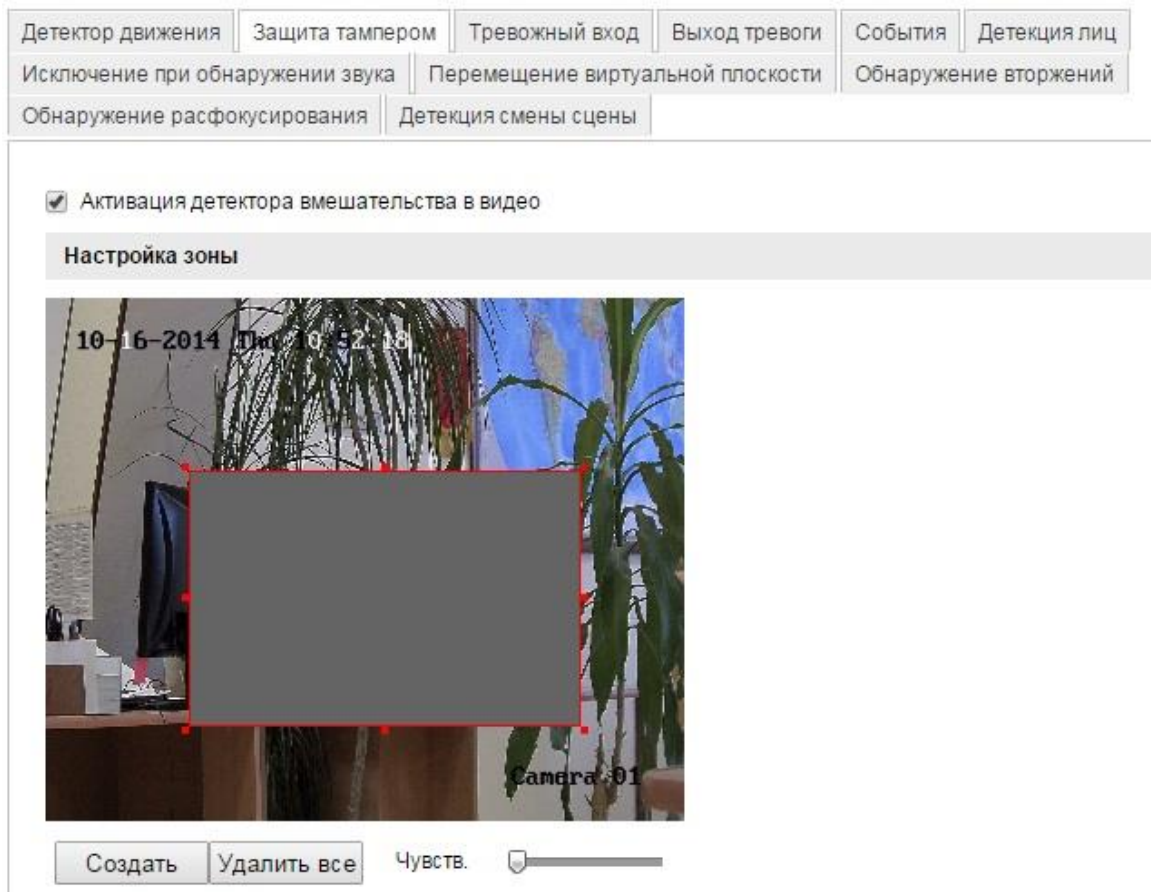 Детектор движения Защита тампером Тревожный вход Выход тревоги События Детекция лиц
Исключение при обнаружении звука Перемещение виртуальной плоскости Обнаружение вторжений
Обнаружение расфокусирования Детекция смены сцены
Активация детектора вмешательства в видео
Настройка зоны
10-16-2014 Thu 10:52:18
Camera 01
Создать Удалить все Чувств.